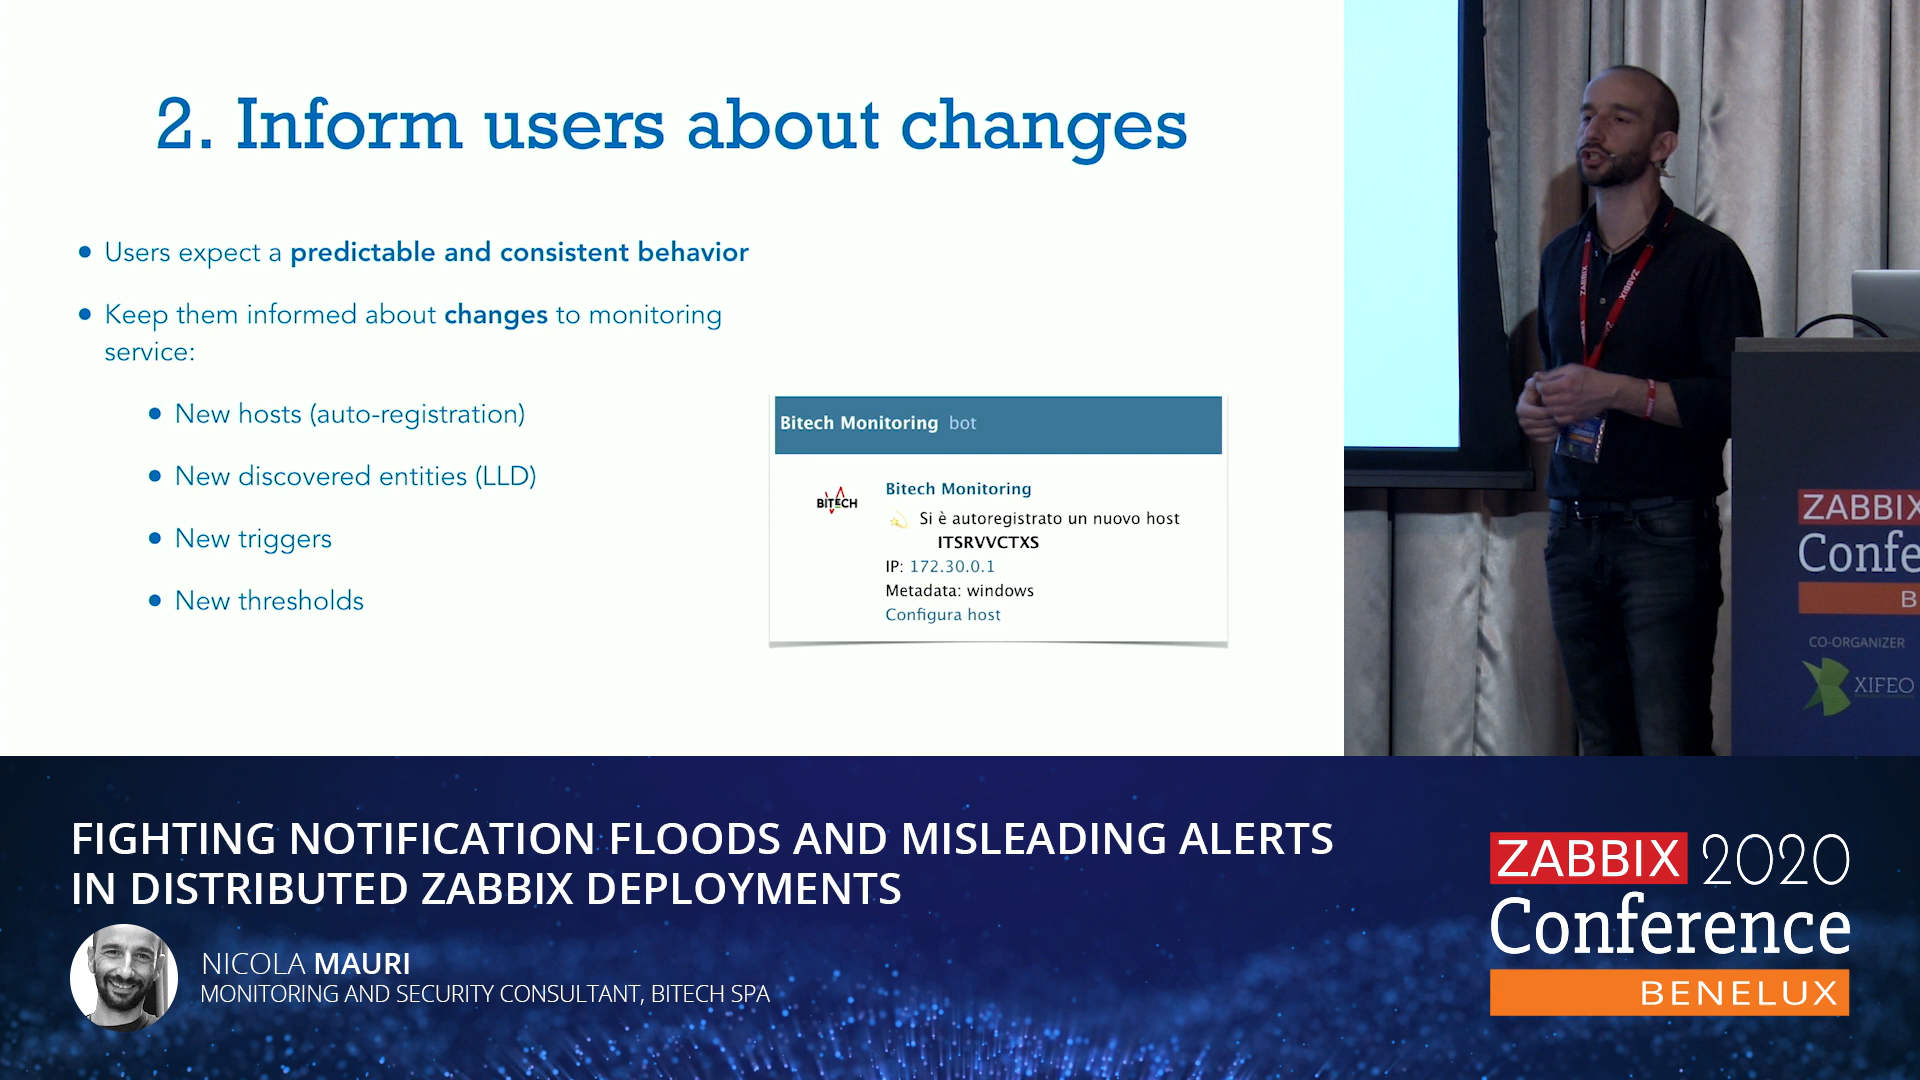 2. Inform users about changes
• Users expect a predictable and consistent behavior
• Keep them informed about changes to monitoring
service:
• New hosts (auto-registration)
• New discovered entities (LLD)
• New triggers
• New thresholds
Bitech Monitoring bot
BITECH
Bitech Monitoring
Si è autoregistrato un nuovo host
ITSRVVCTXS
IP: 172.30.0.1
Metadata: windows
Configura host
ZABBIX
ZABBIX
Confe
B
CO-ORGANIZER
XIFEO
FIGHTING NOTIFICATION FLOODS AND MISLEADING ALERTS
IN DISTRIBUTED ZABBIX DEPLOYMENTS
NICOLA MAURI
MONITORING AND SECURITY CONSULTANT, BITECH SPA
ZABBIX 2020
Conference
BENELUX